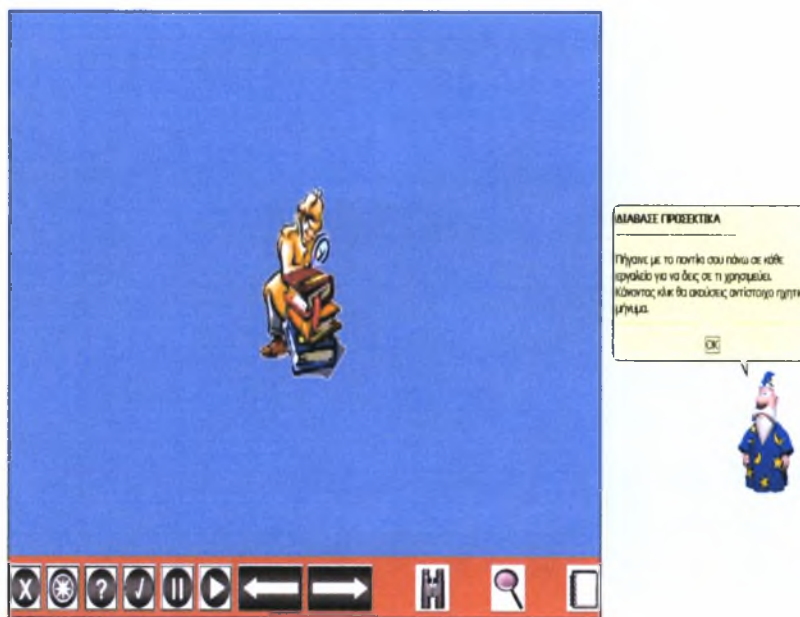 ΔΙΑΒΑΣΕ ΠΡΟΣΕΚΤΙΚΑ
Πήγαινε με το ποντίκι σου πάνω σε κάθε
εργαλείο για να δεις σε τι χρησιμεύει.
Κάνοντας κλικ θα ακούσεις αντίστοιχο ηχητικ
μήνυμα.
OK